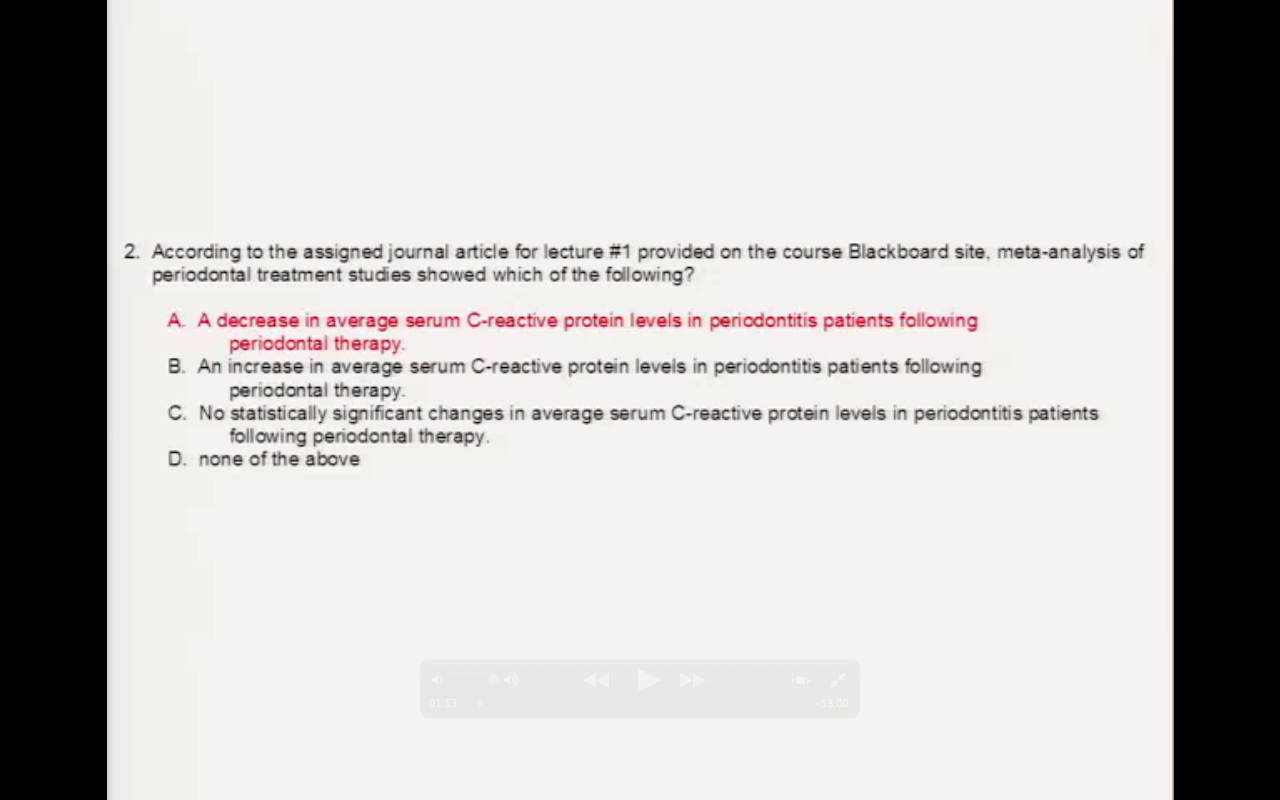 2. According to the assigned journal article for lecture #1 provided on the course Blackboard site, meta-analysis of
periodontal treatment studies showed which of the following?
A. A decrease in average serum C-reactive protein levels in periodontitis patients following
periodontal therapy.
B. An increase in average serum C-reactive protein levels in periodontitis patients following
periodontal therapy.
C. No statistically significant changes in average serum C-reactive protein levels in periodontitis patients
following periodontal therapy.
D. none of the above
01:53